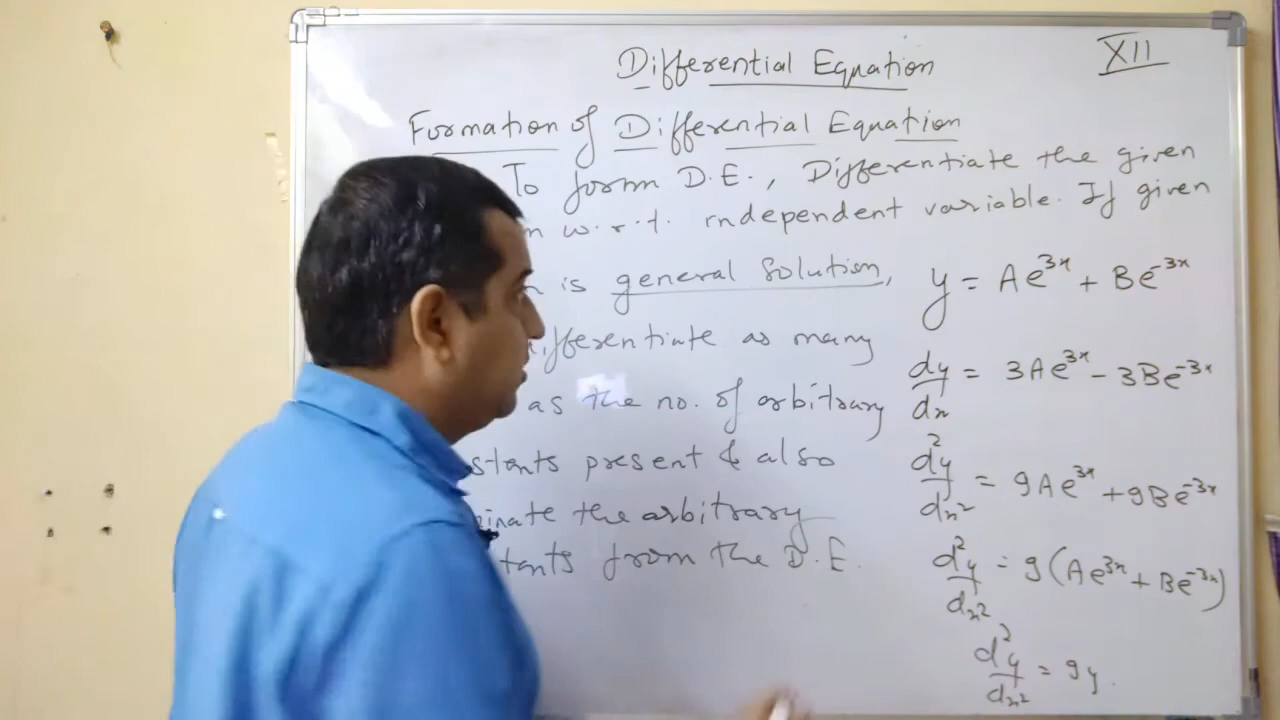 Differential Equation
XII
Formation of Differential Equation
To form D.E., Differentiate the given
w.r.t. independent variable. If given
is general solution,
differentiate as many
as the no. of arbitrary
present & also
the arbitrary
from the D.E.
y = Ae^{3x} + Be^{-3x}
dy/dx = 3Ae^{3x} - 3Be^{-3x}
d²y/dx² = 9Ae^{3x} + 9Be^{-3x}
d²y/dx² = 9(Ae^{3x} + Be^{-3x})
d²y/dx² = 9y.